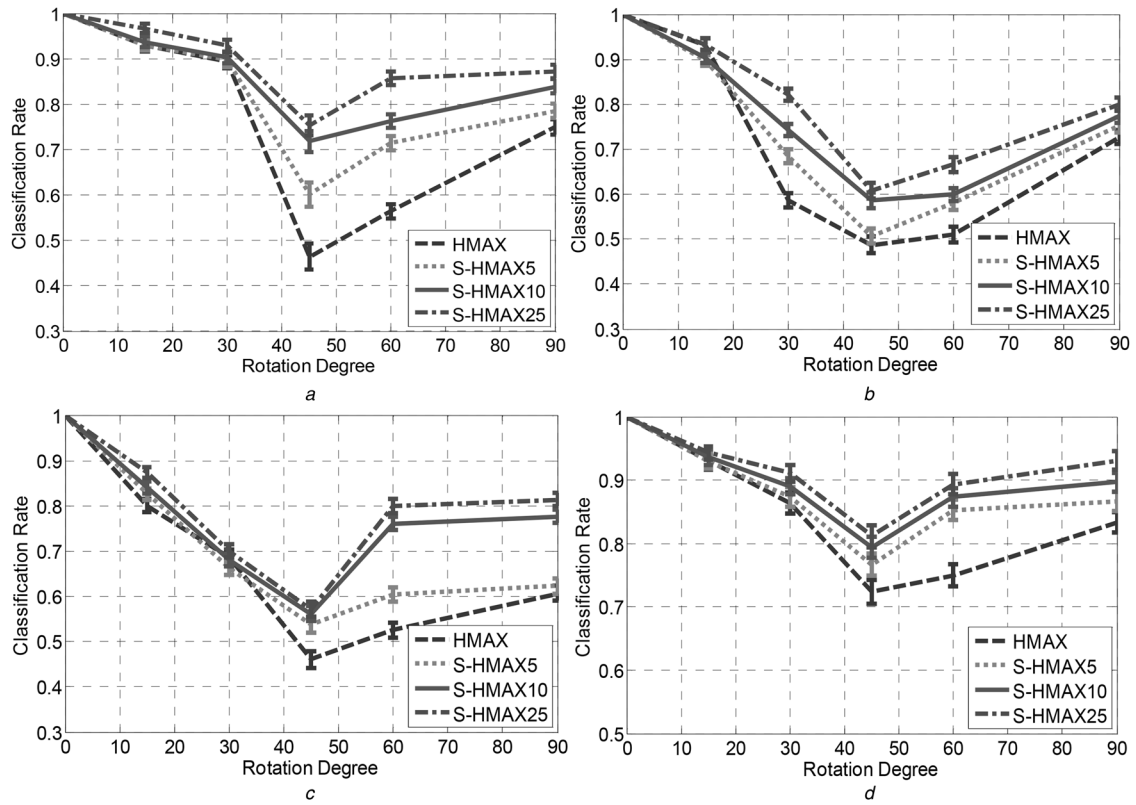 1
0.9
0.8
0.7
0.6
0.5
0.4
0.3
Classification Rate
0 10 20 30 40 50 60 70 80 90
Rotation Degree
HMAX
S-HMAX5
S-HMAX10
S-HMAX25
a
1
0.9
0.8
0.7
0.6
0.5
0.4
0.3
Classification Rate
0 10 20 30 40 50 60 70 80 90
Rotation Degree
HMAX
S-HMAX5
S-HMAX10
S-HMAX25
b
1
0.9
0.8
0.7
0.6
0.5
0.4
0.3
Classification Rate
0 10 20 30 40 50 60 70 80 90
Rotation Degree
HMAX
S-HMAX5
S-HMAX10
S-HMAX25
c
1
0.9
0.8
0.7
0.6
0.5
Classification Rate
0 10 20 30 40 50 60 70 80 90
Rotation Degree
HMAX
S-HMAX5
S-HMAX10
S-HMAX25
d